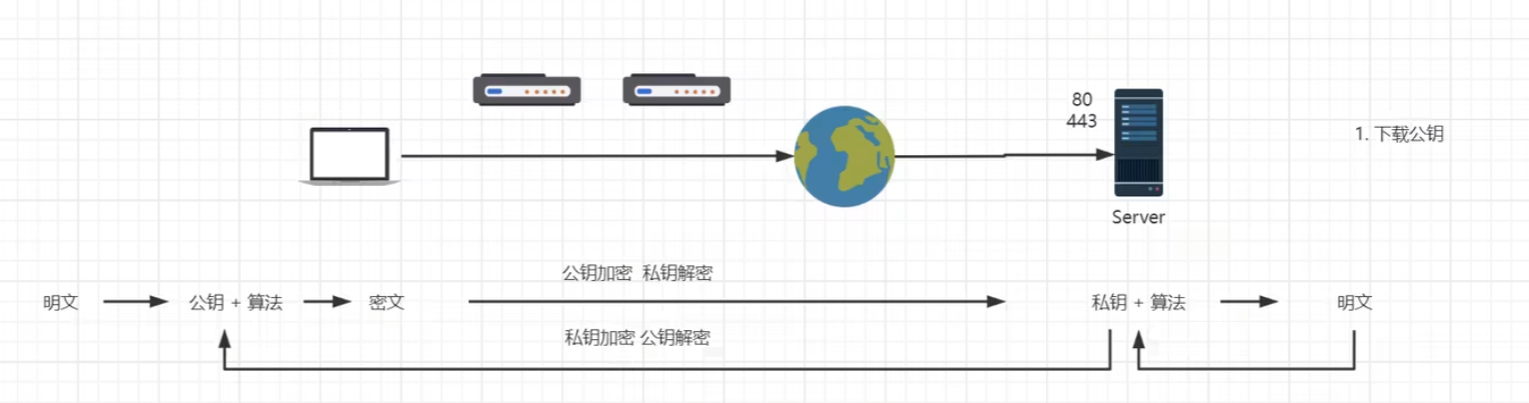 80
443
1. 下载公钥
Server
公钥加密 私钥解密
明文
公钥 + 算法
密文
私钥 + 算法
明文
私钥加密 公钥解密